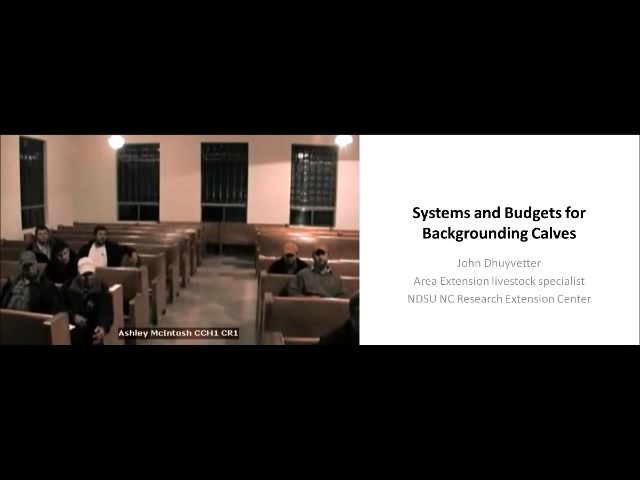 Ashley McIntosh CCH1 CR1
Systems and Budgets for
Backgrounding Calves
John Dhuyvetter
Area Extension livestock specialist
NDSU NC Research Extension Center